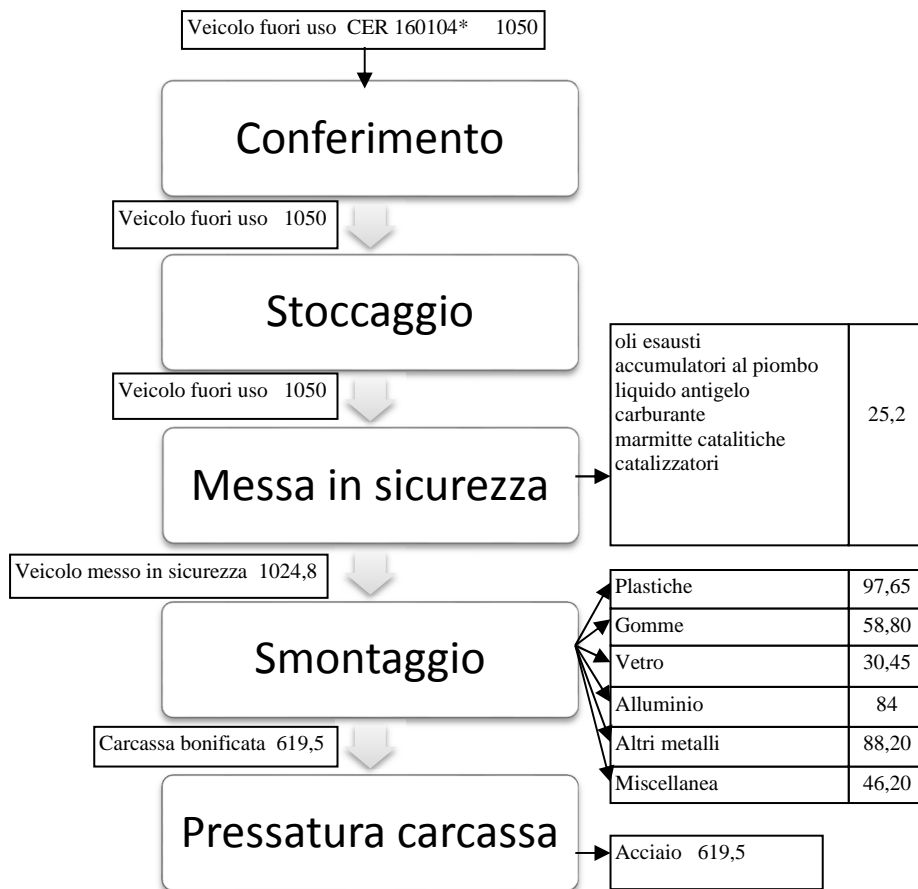 Veicolo fuori uso CER 160104* 1050
Conferimento
Veicolo fuori uso 1050
Stoccaggio
Veicolo fuori uso 1050
oli esausti
accumulatori al piombo
liquido antigelo
carburante
marmitte catalitiche
catalizzatori
25,2
Messa in sicurezza
Veicolo messo in sicurezza 1024,8
Smontaggio
Plastiche 97,65
Gomme 58,80
Vetro 30,45
Alluminio 84
Altri metalli 88,20
Miscellanea 46,20
Carcassa bonificata 619,5
Pressatura carcassa
Acciaio 619,5